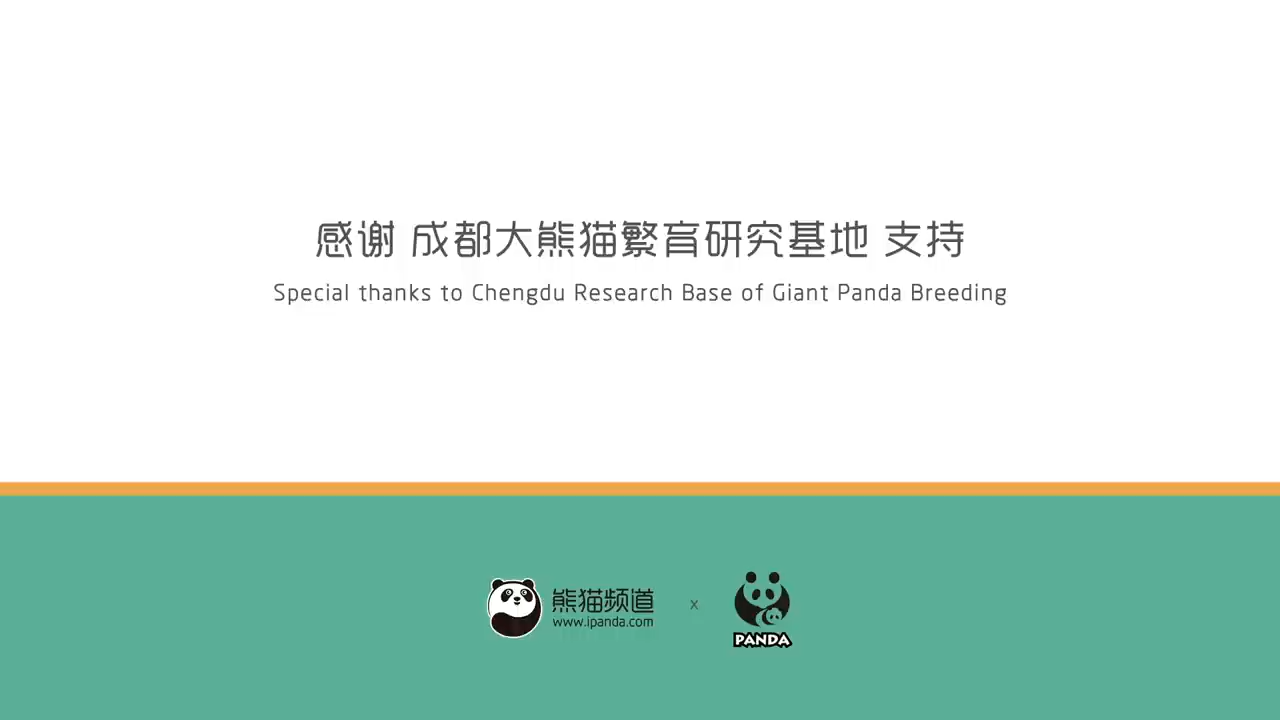 感谢 成都大熊猫繁育研究基地 支持
Special thanks to Chengdu Research Base of Giant Panda Breeding
熊猫频道
www.ipanda.com
x
PANDA